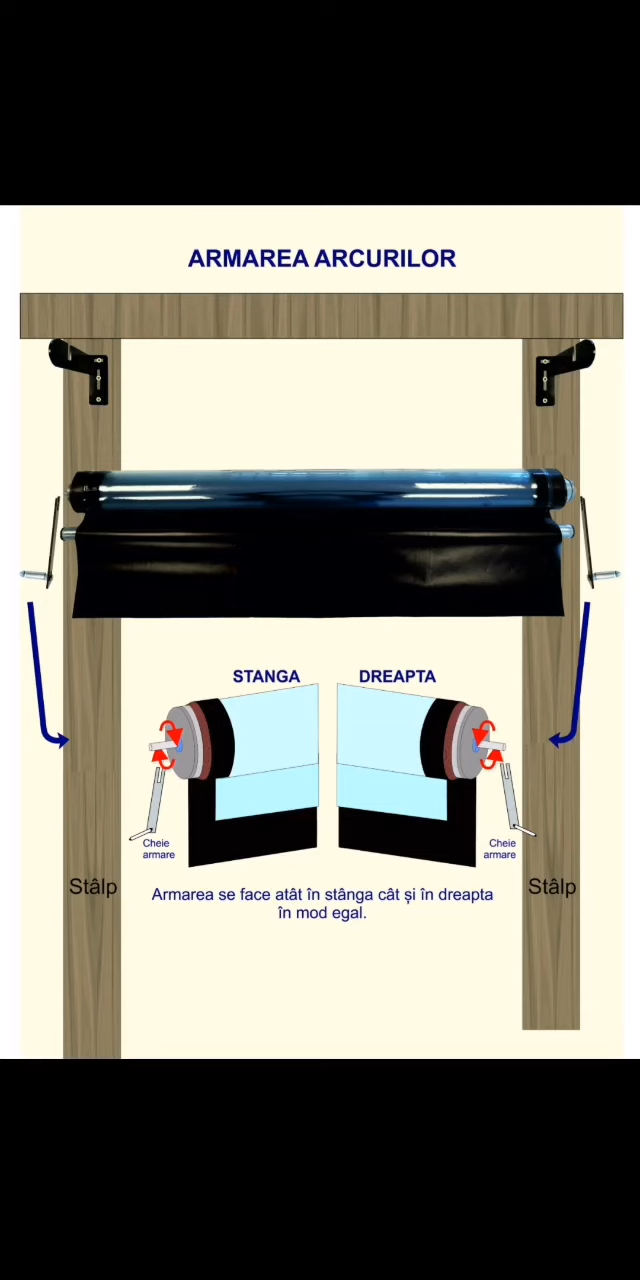 ARMAREA ARCURILOR
STANGA
DREAPTA
Cheie
armare
Cheie
armare
Stâlp
Stâlp
Armarea se face atât în stânga cât și în dreapta
în mod egal.